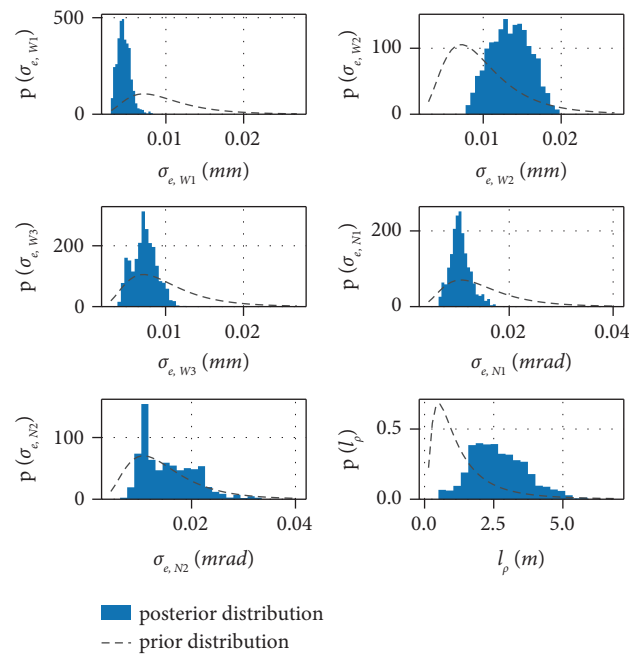 500
0
p (σe, W1)
0.01 0.02
σe, W1 (mm)
100
0
p (σe, W2)
0.01 0.02
σe, W2 (mm)
200
0
p (σe, W3)
0.01 0.02
σe, W3 (mm)
200
0
p (σe, N1)
0.02 0.04
σe, N1 (mrad)
100
0
p (σe, N2)
0.02 0.04
σe, N2 (mrad)
0.5
0.0
p (lρ)
0.0 2.5 5.0
lρ (m)
posterior distribution
prior distribution